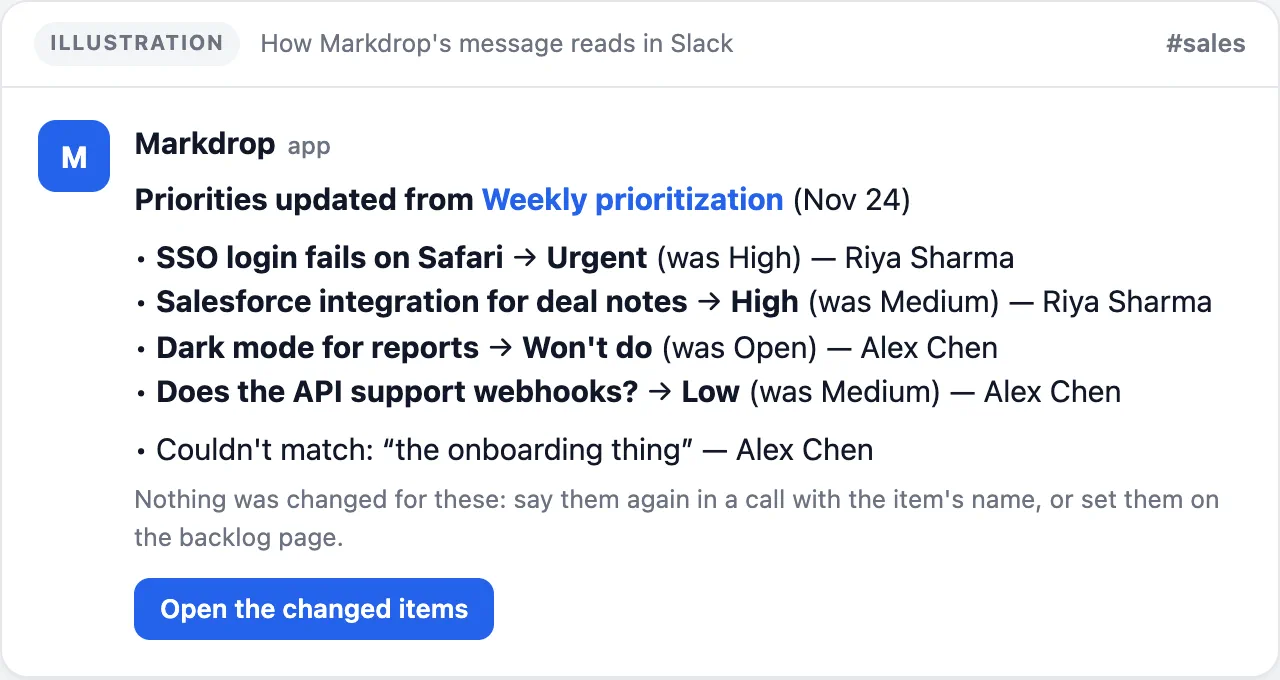 ILLUSTRATION How Markdrop's message reads in Slack #sales
M
Markdrop app
Priorities updated from Weekly prioritization (Nov 24)
• SSO login fails on Safari → Urgent (was High) — Riya Sharma
• Salesforce integration for deal notes → High (was Medium) — Riya Sharma
• Dark mode for reports → Won't do (was Open) — Alex Chen
• Does the API support webhooks? → Low (was Medium) — Alex Chen
• Couldn't match: “the onboarding thing” — Alex Chen
Nothing was changed for these: say them again in a call with the item's name, or set them on
the backlog page.
Open the changed items